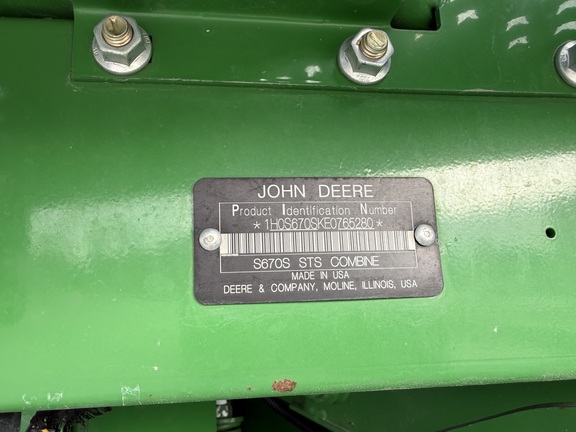 JOHN DEERE
Product Identification Number
*1H0S670SKE0765280*
S670S STS COMBINE
MADE IN USA
DEERE & COMPANY, MOLINE, ILLINOIS, USA